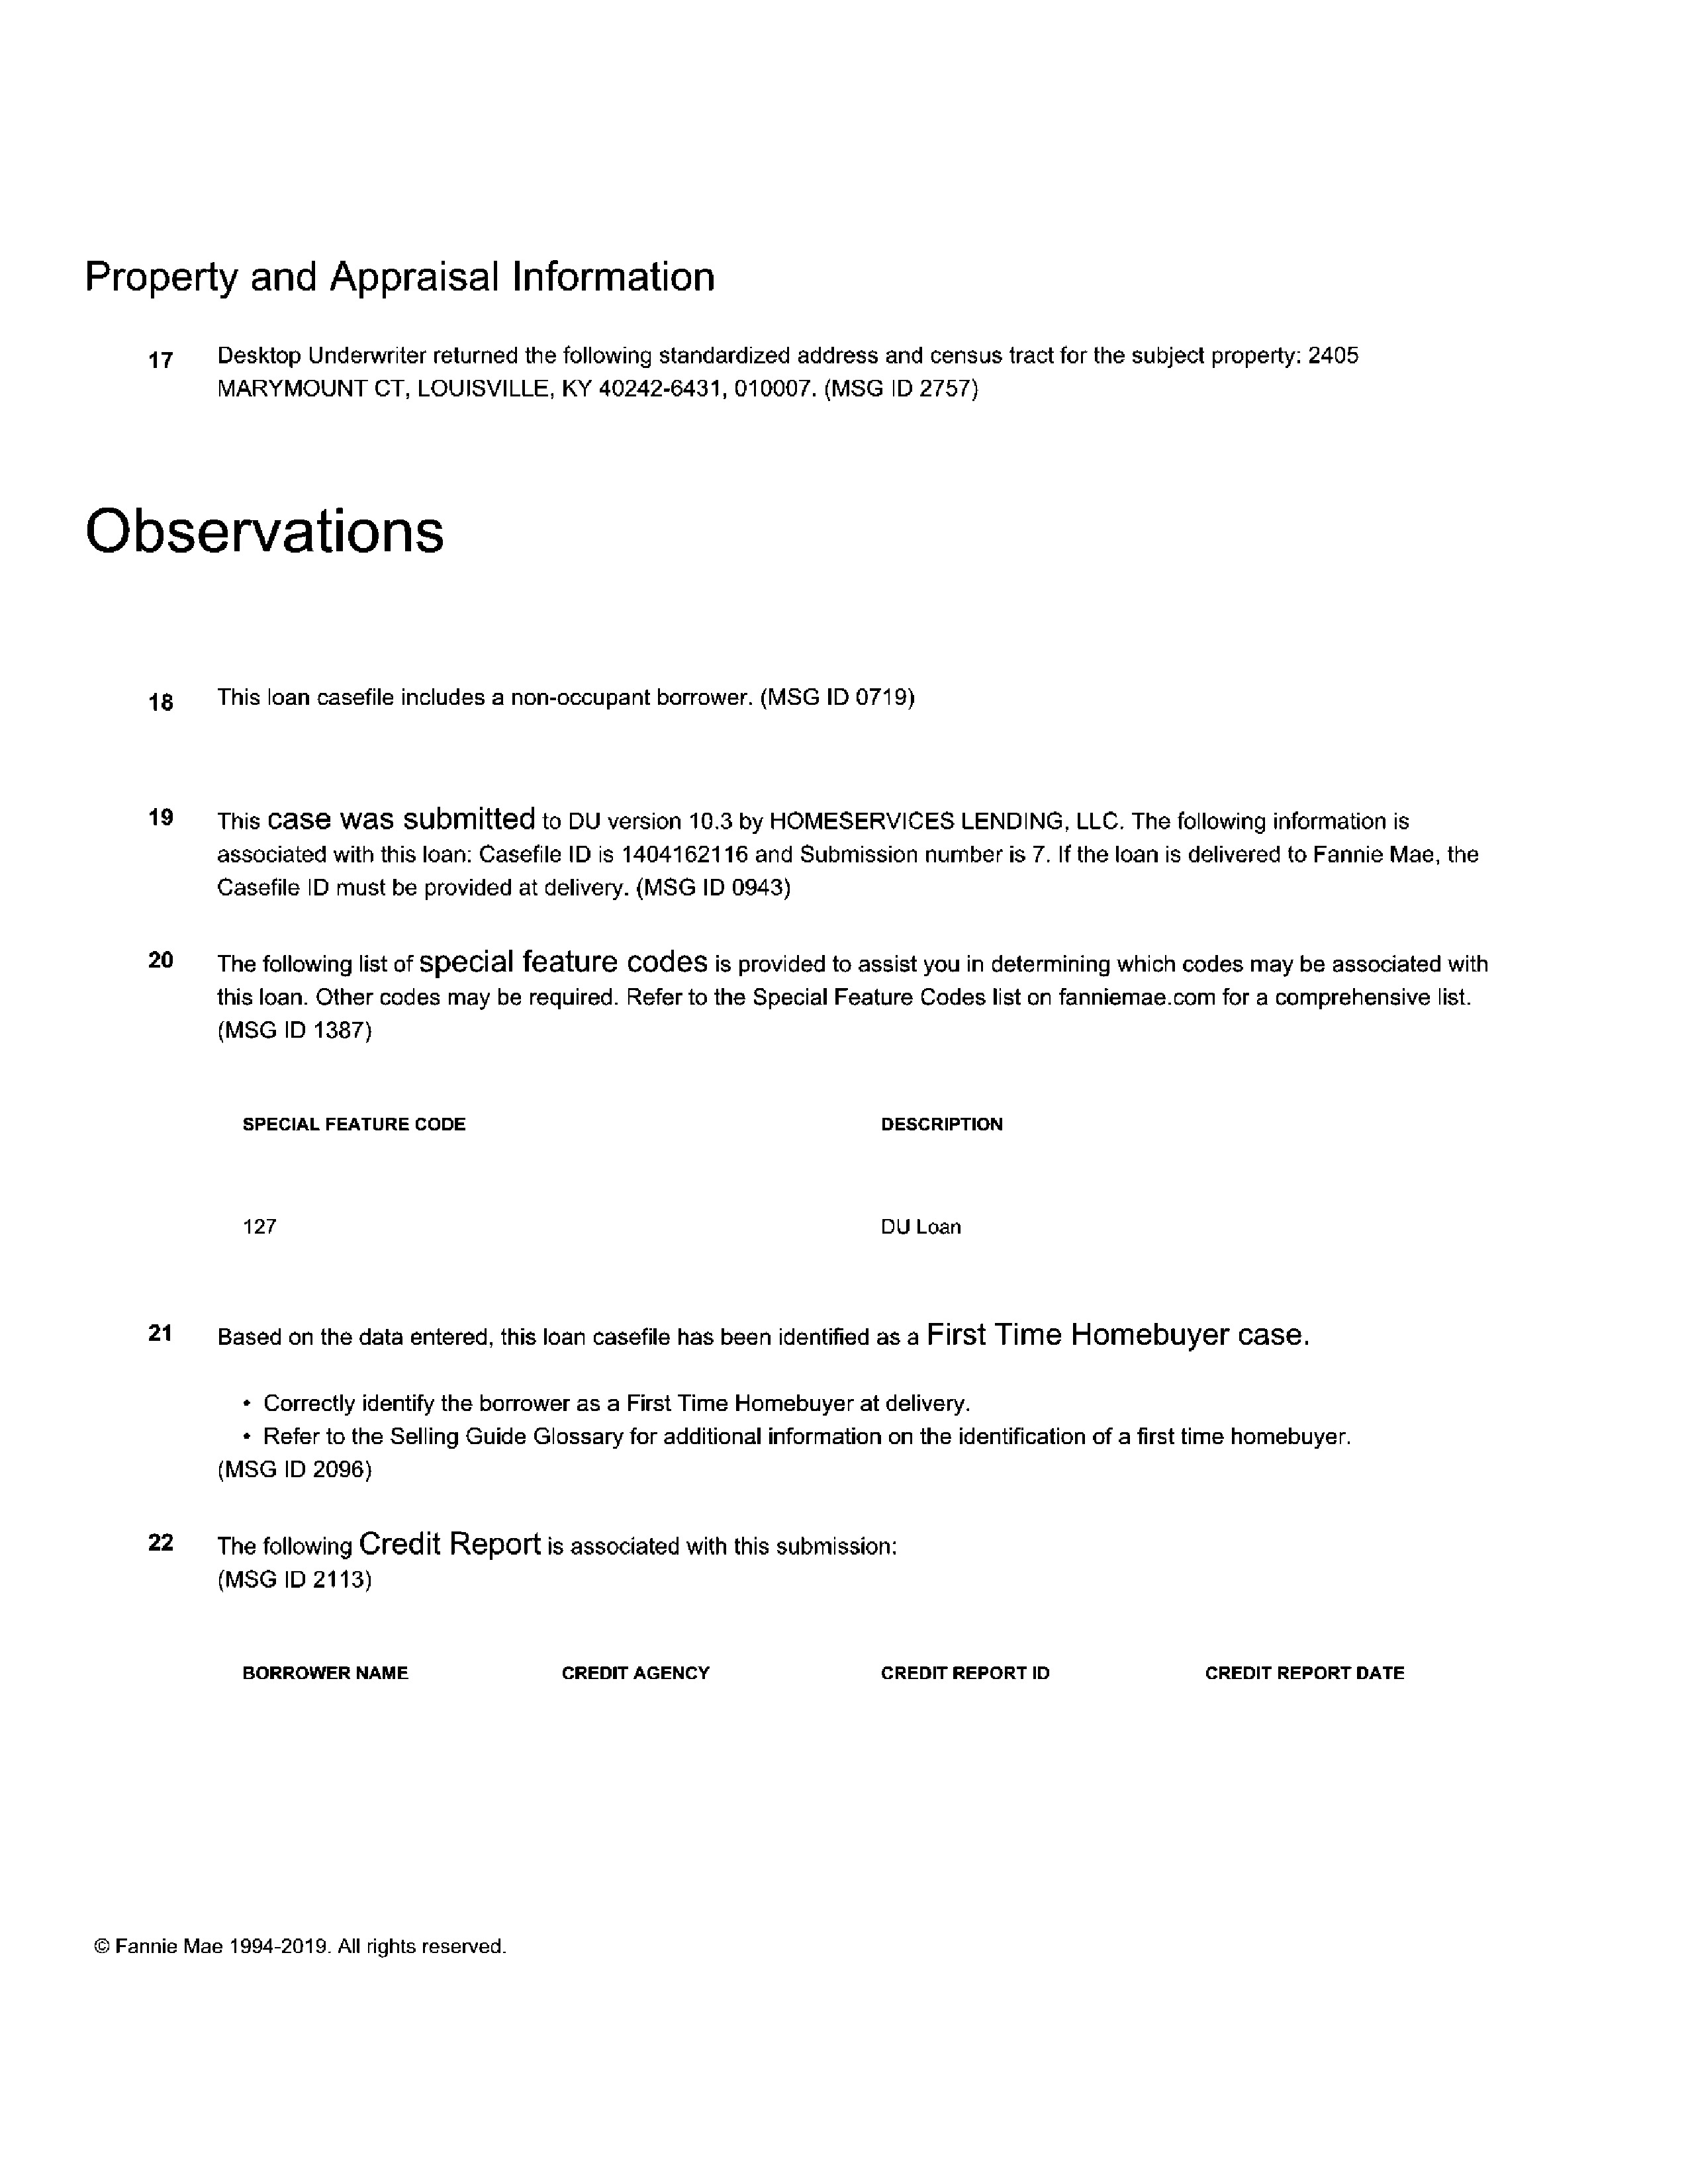 Property and Appraisal Information
17 Desktop Underwriter returned the following standardized address and census tract for the subject property: 2405
MARYMOUNT CT, LOUISVILLE, KY 40242-6431, 010007. (MSG ID 2757)
Observations
18 This loan casefile includes a non-occupant borrower. (MSG ID 0719)
19 This case was submitted to DU version 10.3 by HOMESERVICES LENDING, LLC. The following information is
associated with this loan: Casefile ID is 1404162116 and Submission number is 7. If the loan is delivered to Fannie Mae, the
Casefile ID must be provided at delivery. (MSG ID 0943)
20 The following list of special feature codes is provided to assist you in determining which codes may be associated with
this loan. Other codes may be required. Refer to the Special Feature Codes list on fanniemae.com for a comprehensive list.
(MSG ID 1387)
SPECIAL FEATURE CODE DESCRIPTION
127 DU Loan
21 Based on the data entered, this loan casefile has been identified as a First Time Homebuyer case.
• Correctly identify the borrower as a First Time Homebuyer at delivery.
• Refer to the Selling Guide Glossary for additional information on the identification of a first time homebuyer.
(MSG ID 2096)
22 The following Credit Report is associated with this submission:
(MSG ID 2113)
BORROWER NAME CREDIT AGENCY CREDIT REPORT ID CREDIT REPORT DATE
© Fannie Mae 1994-2019. All rights reserved.